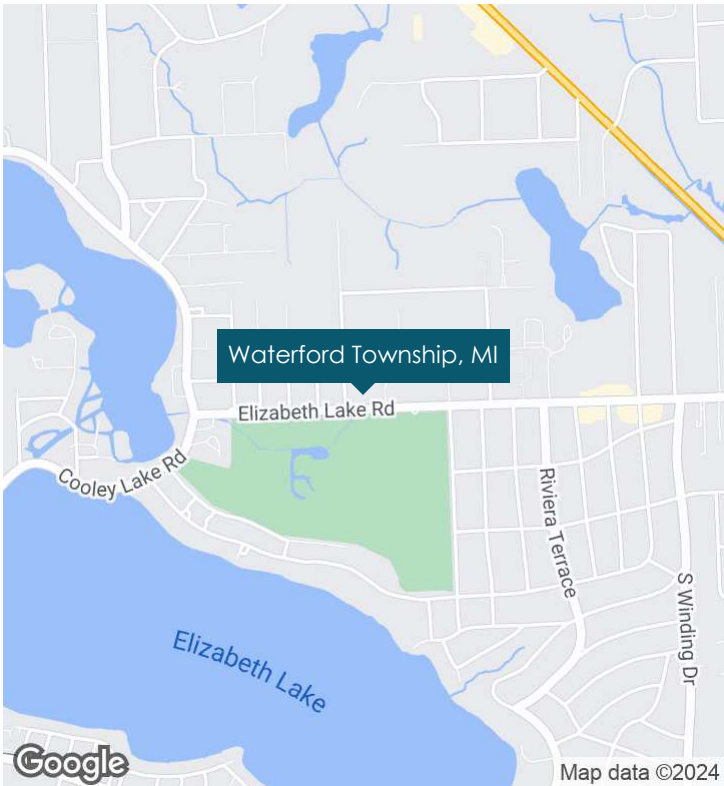 Waterford Township, MI
Elizabeth Lake Rd
Cooley Lake Rd
Riviera Terrace
S Winding Dr
Elizabeth Lake
Google
Map data ©2024